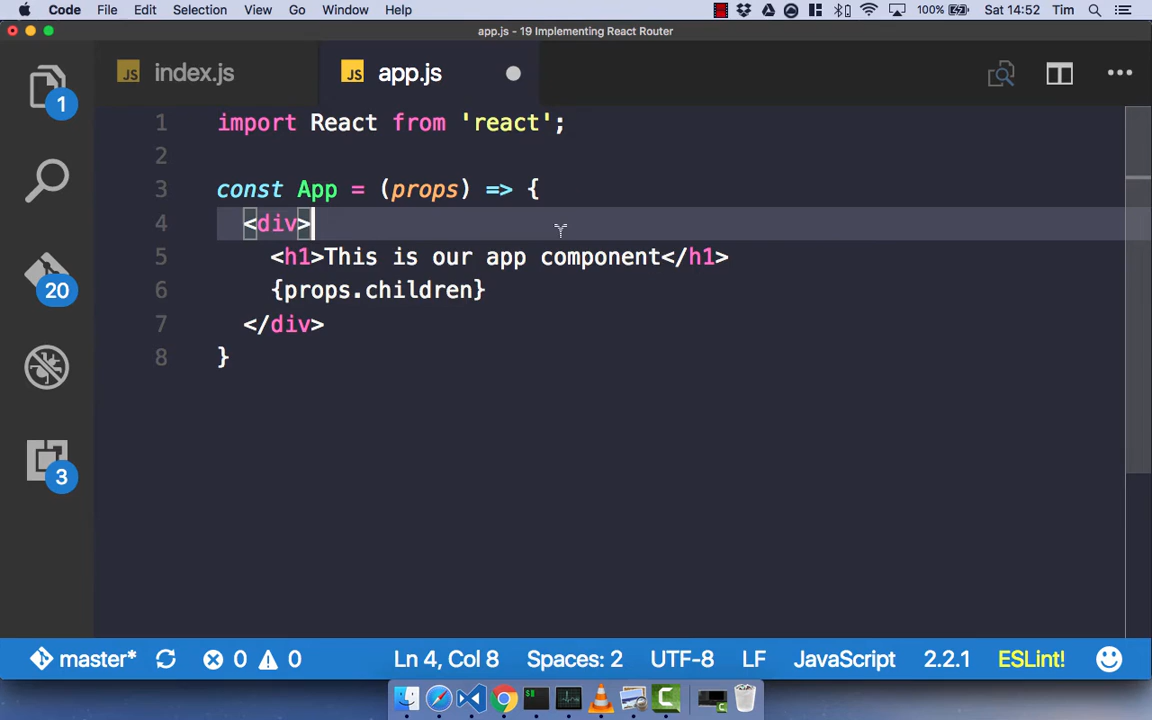 Code File Edit Selection View Go Window Help 100% Sat 14:52 Tim
app.js - 19 Implementing React Router
JS index.js JS app.js
1 import React from 'react';
2
3 const App = (props) => {
4 <div>
5 <h1>This is our app component</h1>
6 {props.children}
7 </div>
8 }
1
20
3
master* 0 0 Ln 4, Col 8 Spaces: 2 UTF-8 LF JavaScript 2.2.1 ESLint!